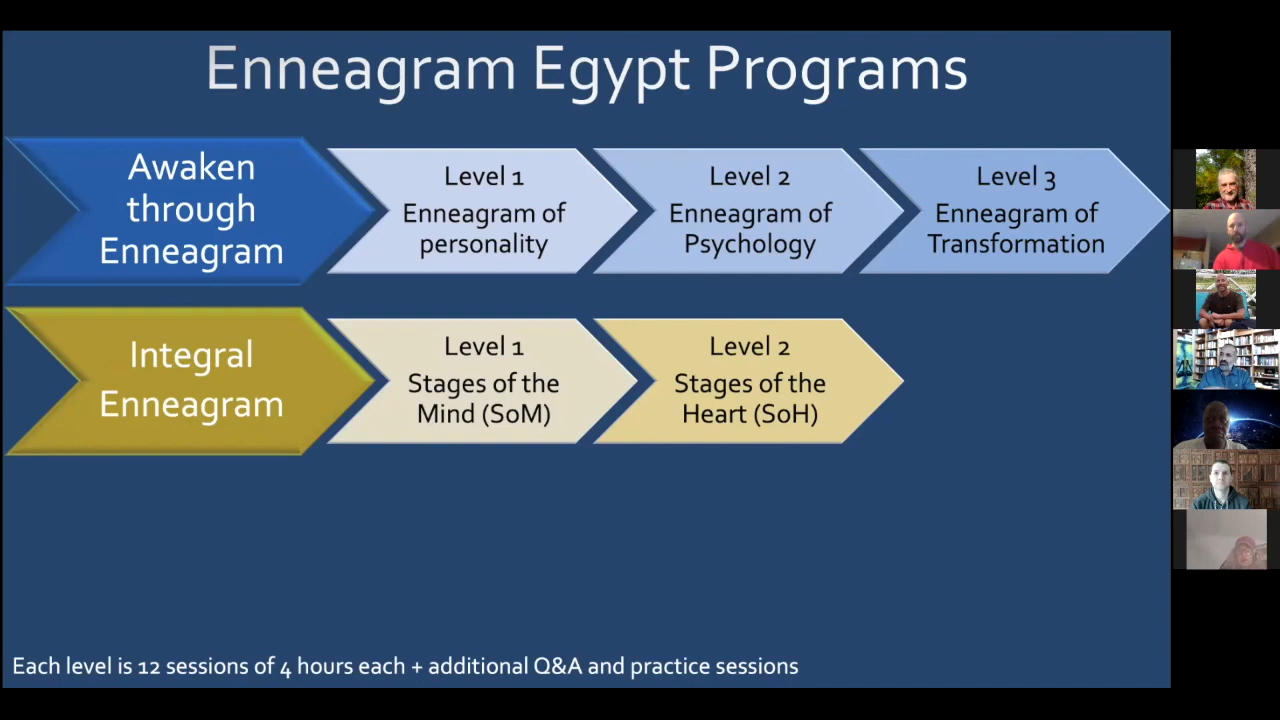 Enneagram Egypt Programs
Awaken
through
Enneagram
Level 1
Enneagram of
personality
Level 2
Enneagram of
Psychology
Level 3
Enneagram of
Transformation
Integral
Enneagram
Level 1
Stages of the
Mind (SoM)
Level 2
Stages of the
Heart (SoH)
Each level is 12 sessions of 4 hours each + additional Q&A and practice sessions